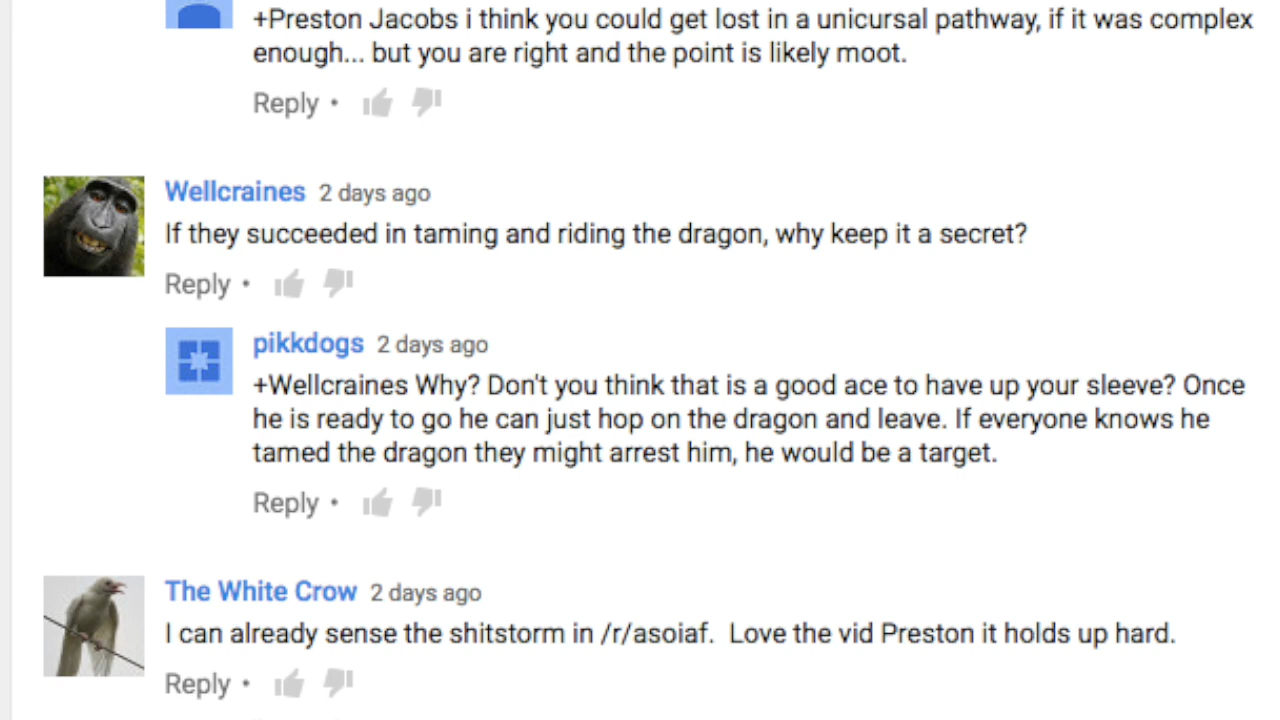 +Preston Jacobs i think you could get lost in a unicursal pathway, if it was complex
enough... but you are right and the point is likely moot.
Reply •
Wellcraines 2 days ago
If they succeeded in taming and riding the dragon, why keep it a secret?
Reply •
pikkdogs 2 days ago
+Wellcraines Why? Don't you think that is a good ace to have up your sleeve? Once
he is ready to go he can just hop on the dragon and leave. If everyone knows he
tamed the dragon they might arrest him, he would be a target.
Reply •
The White Crow 2 days ago
I can already sense the shitstorm in /r/asoiaf.  Love the vid Preston it holds up hard.
Reply •